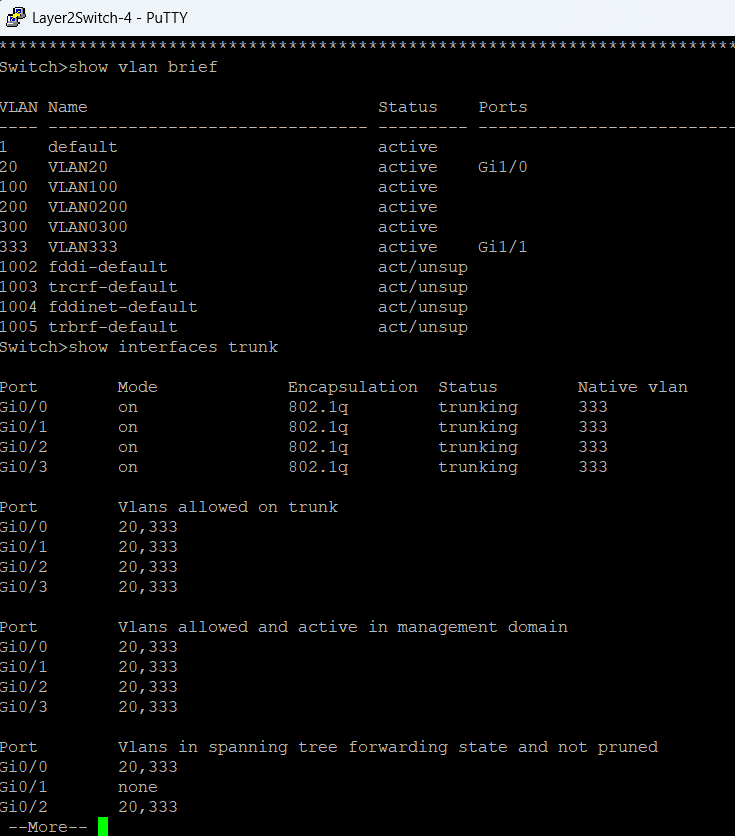 Layer2Switch-4 - PuTTY
*************************************************************************
Switch>show vlan brief
VLAN Name                             Status    Ports
---- -------------------------------- --------- --------------------------
1    default                          active
20   VLAN20                           active    Gi1/0
100  VLAN100                          active
200  VLAN0200                         active
300  VLAN0300                         active
333  VLAN333                          active    Gi1/1
1002 fddi-default                     act/unsup
1003 trcrf-default                    act/unsup
1004 fddinet-default                  act/unsup
1005 trbrf-default                    act/unsup
Switch>show interfaces trunk
Port        Mode             Encapsulation  Status        Native vlan
Gi0/0       on               802.1q         trunking      333
Gi0/1       on               802.1q         trunking      333
Gi0/2       on               802.1q         trunking      333
Gi0/3       on               802.1q         trunking      333
Port        Vlans allowed on trunk
Gi0/0       20,333
Gi0/1       20,333
Gi0/2       20,333
Gi0/3       20,333
Port        Vlans allowed and active in management domain
Gi0/0       20,333
Gi0/1       20,333
Gi0/2       20,333
Gi0/3       20,333
Port        Vlans in spanning tree forwarding state and not pruned
Gi0/0       20,333
Gi0/1       none
Gi0/2       20,333
 --More--